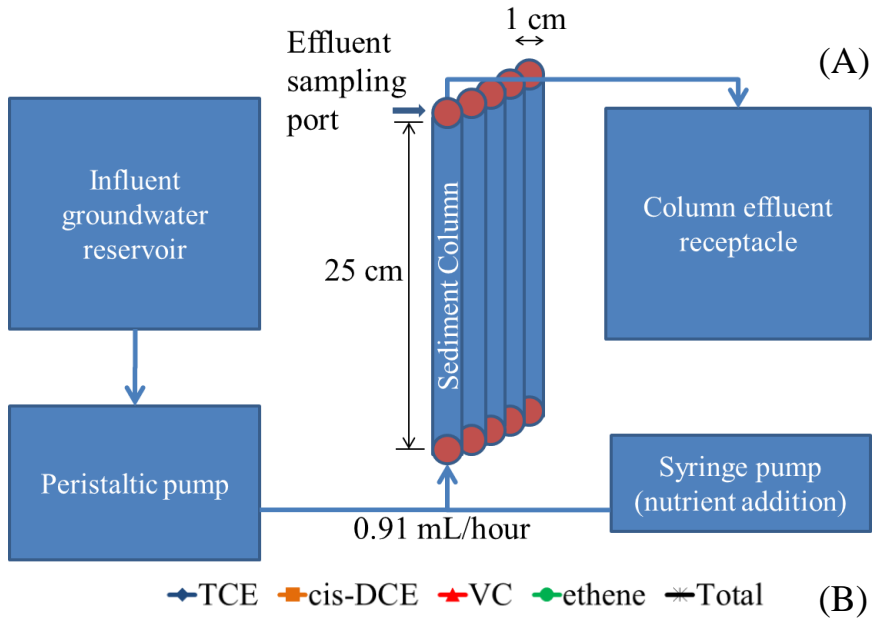 1 cm
(A)
Effluent
sampling
port
Influent
groundwater
reservoir
Column effluent
receptacle
25 cm
Sediment Column
Peristaltic pump
Syringe pump
(nutrient addition)
0.91 mL/hour
TCE cis-DCE VC ethene Total
(B)